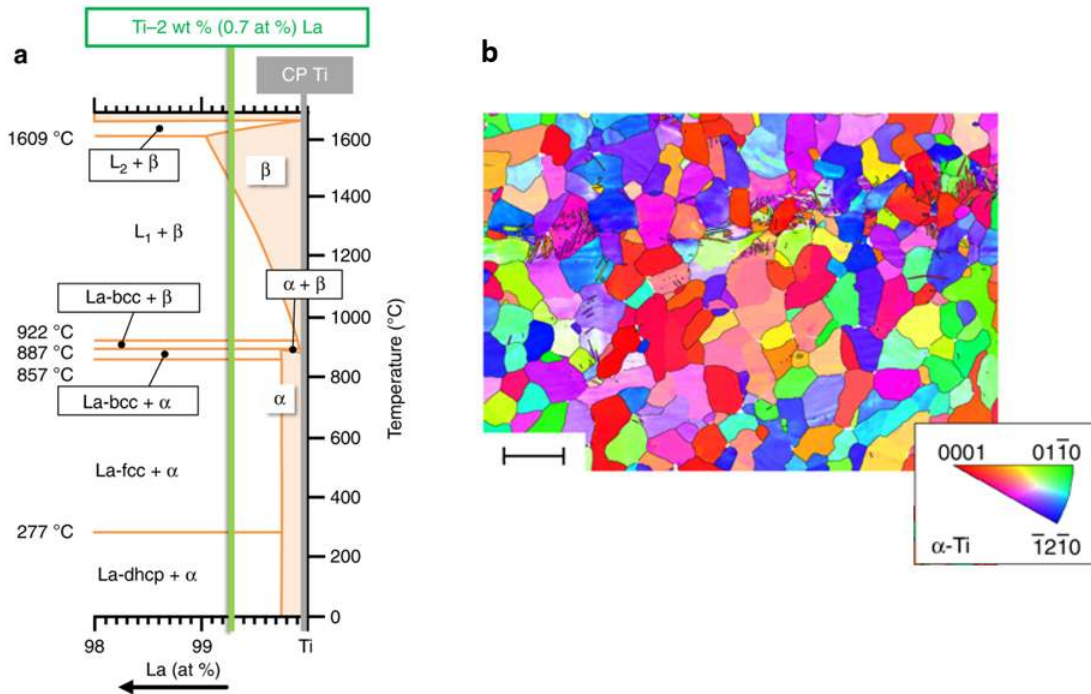 Ti–2 wt % (0.7 at %) La
a
b
CP Ti
1609 °C
1600
L₂ + β
β
1400
L₁ + β
1200
α + β
La-bcc + β
1000
922 °C
887 °C
857 °C
800
La-bcc + α
α
Temperature (°C)
600
La-fcc + α
400
277 °C
200
La-dhcp + α
0
98
99
Ti
La (at %)
0001
011̅0
α-Ti
1̅21̅0